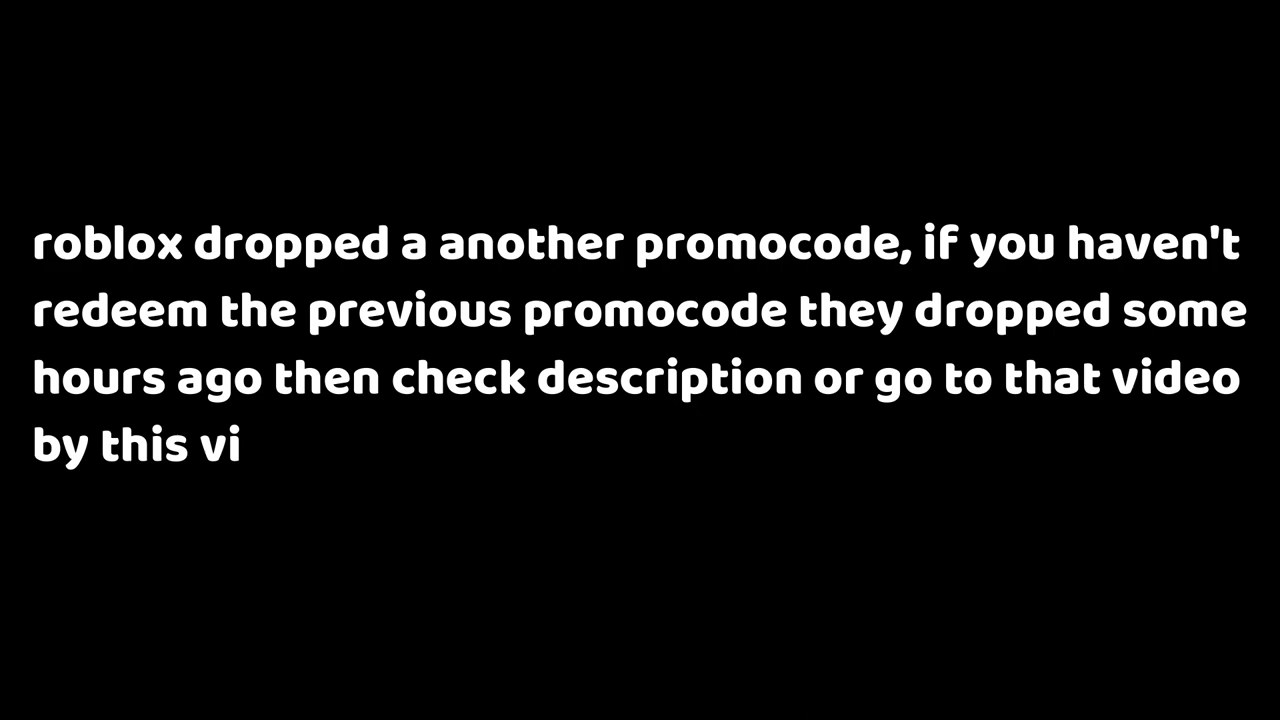 roblox dropped a another promocode, if you haven't
redeem the previous promocode they dropped some
hours ago then check description or go to that video
by this vi